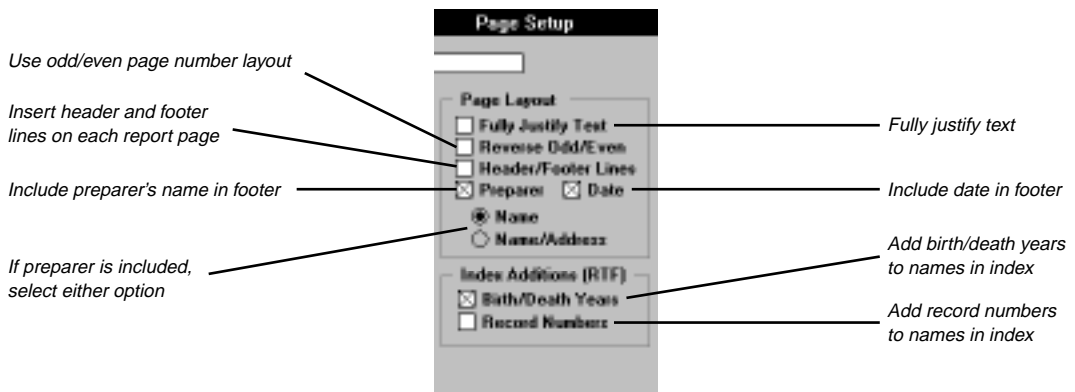 Page Setup
Use odd/even page number layout
Insert header and footer
lines on each report page
Include preparer's name in footer
If preparer is included,
select either option
Page Layout
Fully Justify Text
Reverse Odd/Even
Header/Footer Lines
Preparer Date
Name
Name/Address
Index Additions (RTF)
Birth/Death Years
Record Numbers
Fully justify text
Include date in footer
Add birth/death years
to names in index
Add record numbers
to names in index